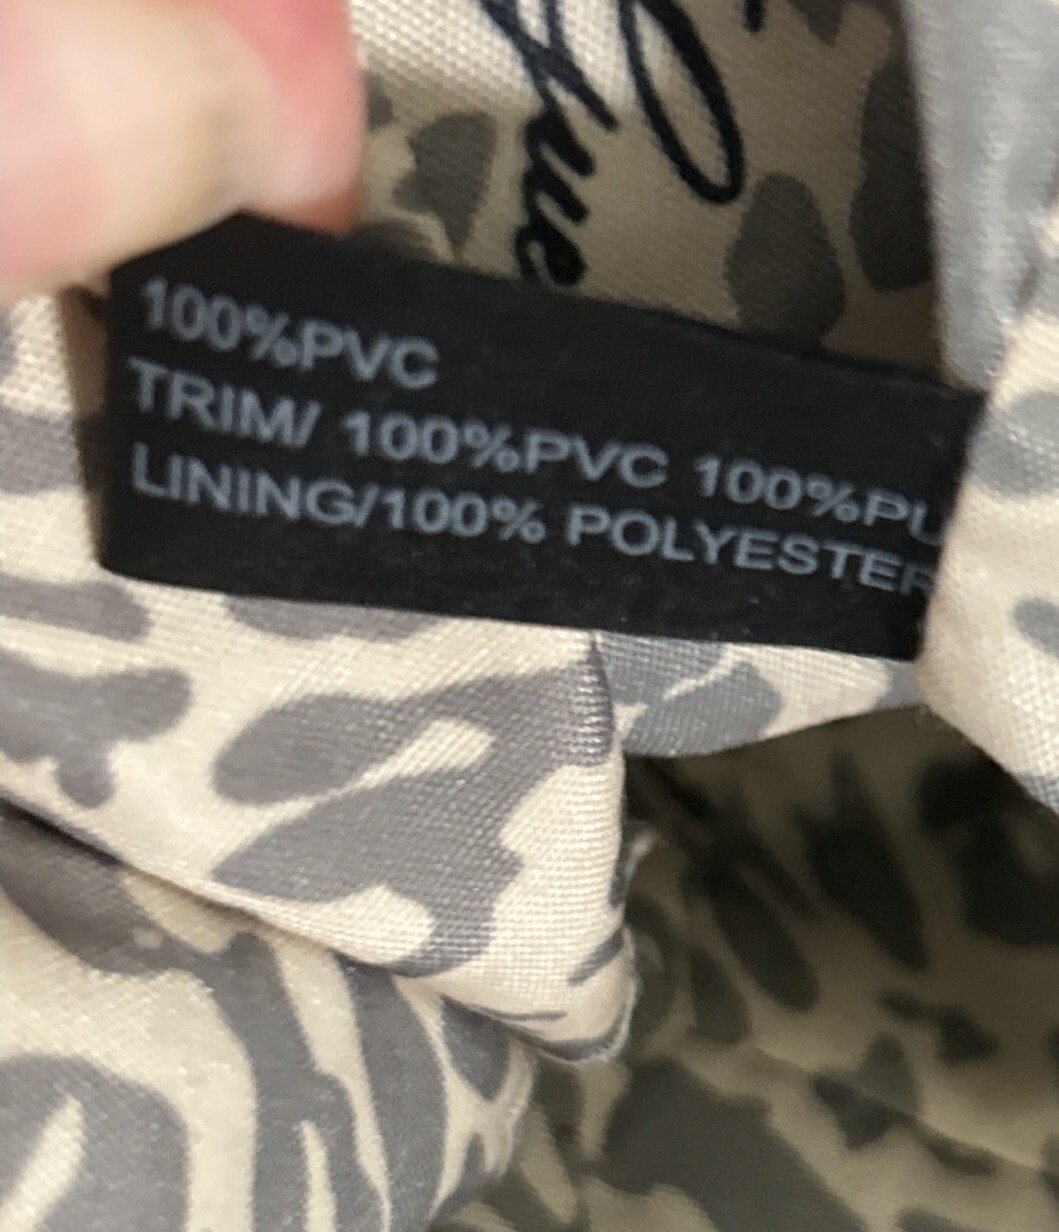 100%PVC
TRIM/ 100%PVC 100%PU
LINING/100% POLYESTER